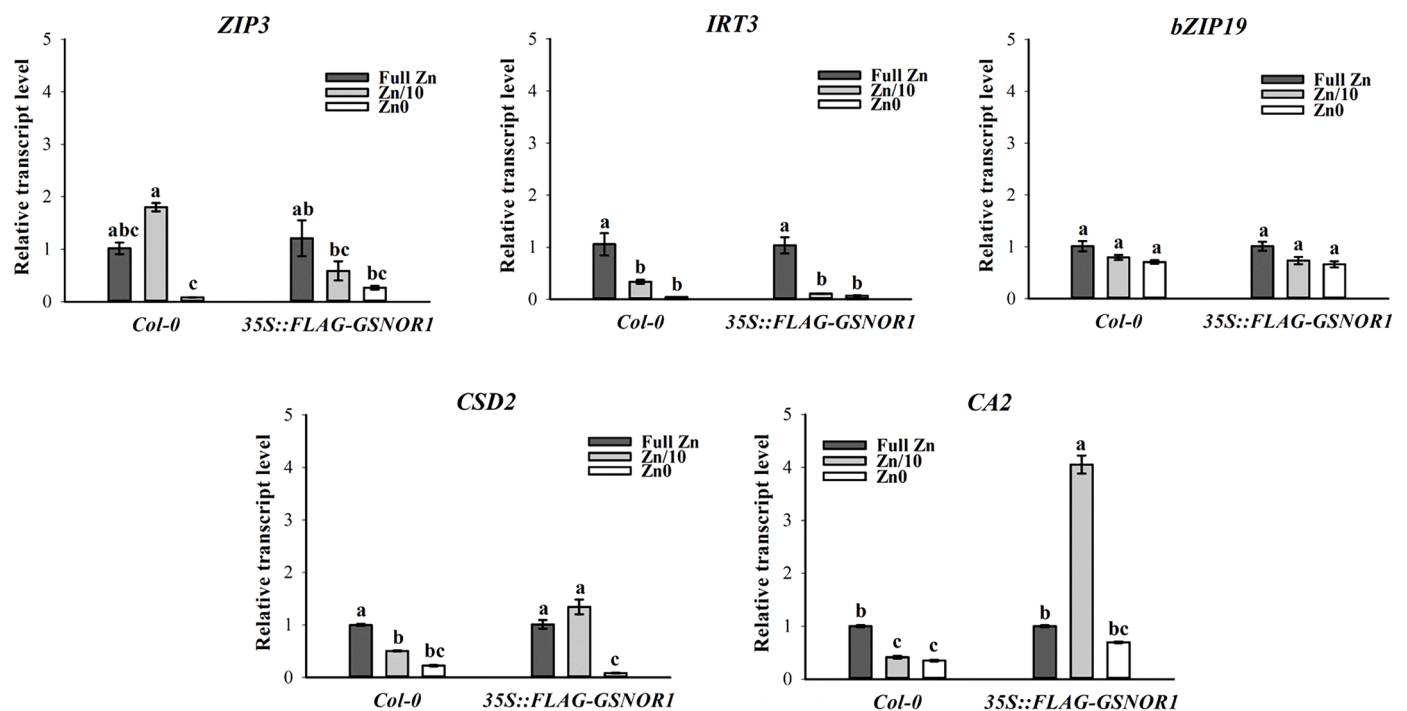 ZIP3
Relative transcript level
5
4
3
2
1
0
Full Zn
Zn/10
Zn0
abc
a
c
ab
bc
bc
Col-0
35S::FLAG-GSNOR1
IRT3
Relative transcript level
5
4
3
2
1
0
Full Zn
Zn/10
Zn0
a
b
b
a
b
b
Col-0
35S::FLAG-GSNOR1
bZIP19
Relative transcript level
5
4
3
2
1
0
Full Zn
Zn/10
Zn0
a
a
a
a
a
a
Col-0
35S::FLAG-GSNOR1
CSD2
Relative transcript level
5
4
3
2
1
0
Full Zn
Zn/10
Zn0
a
b
bc
a
a
c
Col-0
35S::FLAG-GSNOR1
CA2
Relative transcript level
5
4
3
2
1
0
Full Zn
Zn/10
Zn0
b
c
c
b
a
bc
Col-0
35S::FLAG-GSNOR1